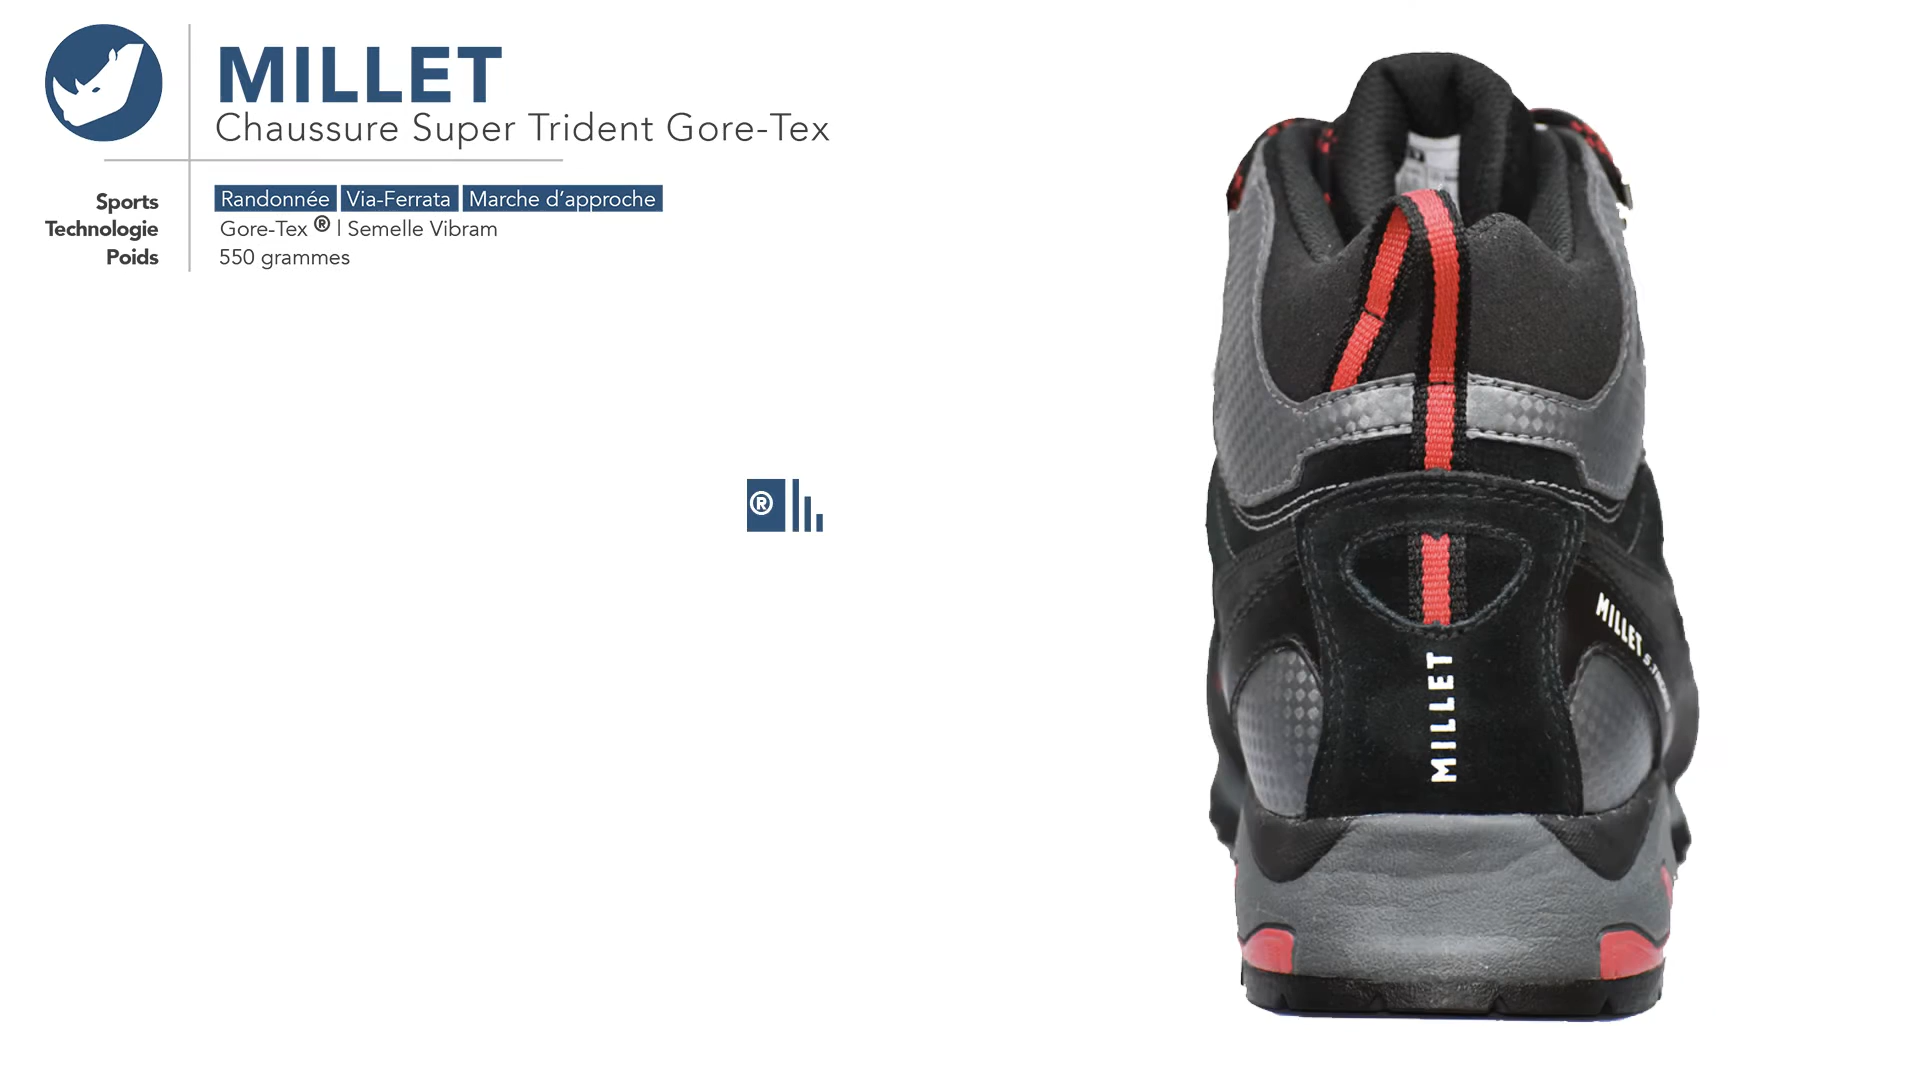 MILLET
Chaussure Super Trident Gore-Tex
Sports Randonnée Via-Ferrata Marche d'approche
Technologie Gore-Tex ® | Semelle Vibram
Poids 550 grammes
®
MILLET
MILLET